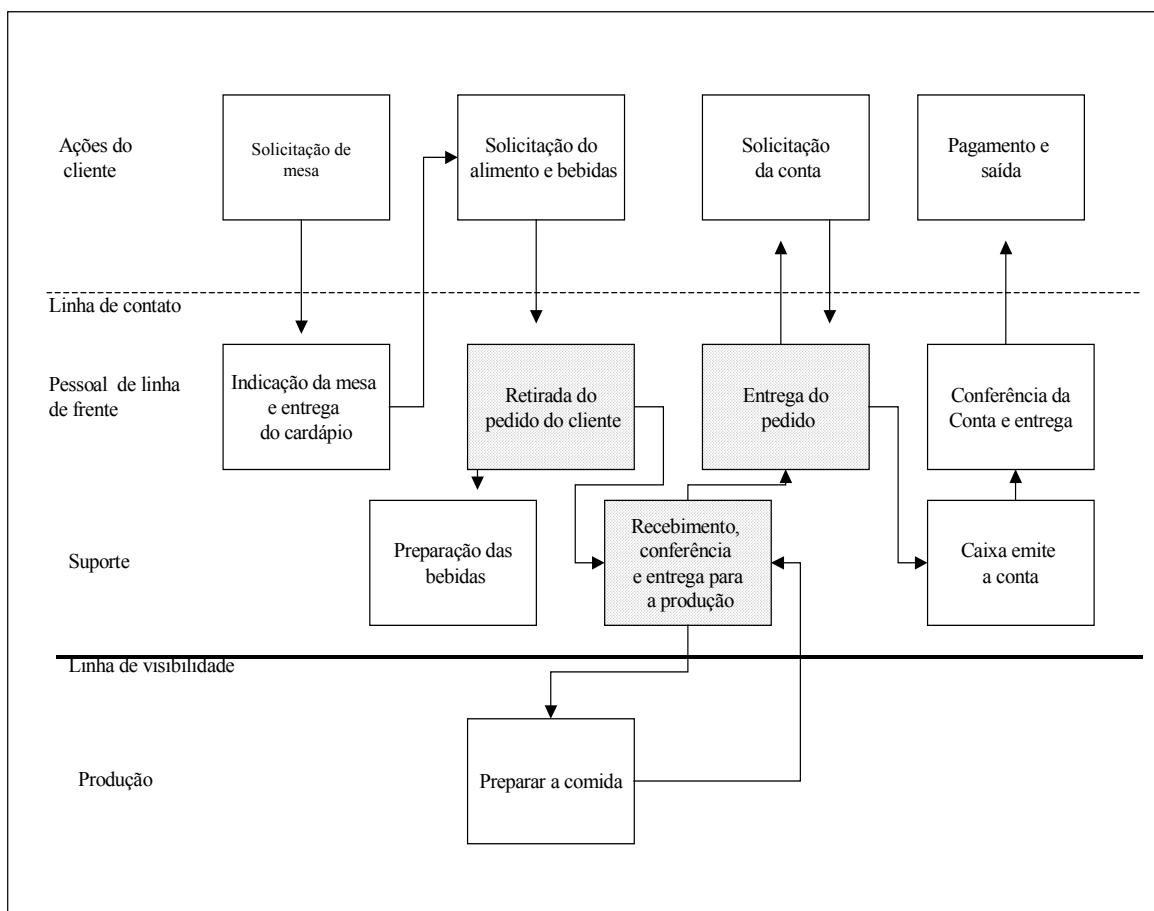 Ações do
cliente
Solicitação de
mesa
Solicitação do
alimento e bebidas
Solicitação
da conta
Pagamento e
saída
Linha de contato
Pessoal de linha
de frente
Indicação da mesa
e entrega
do cardápio
Retirada do
pedido do cliente
Entrega do
pedido
Conferência da
Conta e entrega
Suporte
Preparação das
bebidas
Recebimento,
conferência
e entrega para
a produção
Caixa emite
a conta
Linha de visibilidade
Produção
Preparar a comida